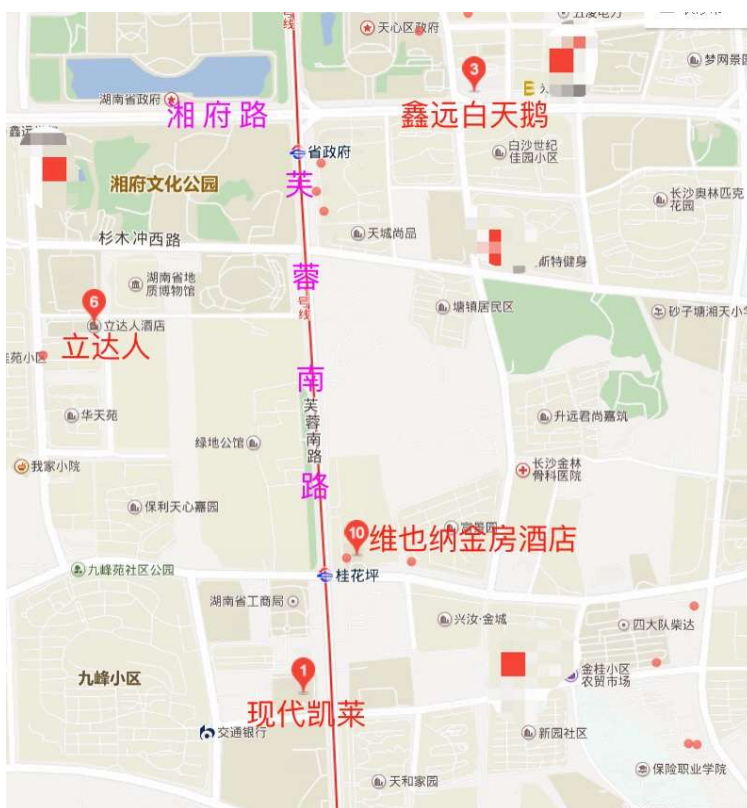 天心区政府
3
梦网景园
湖南省政府
湘府路
鑫远白天鹅
省政府
白沙世纪
佳园小区
湘府文化公园
芙
长沙奥林匹克
花园
杉木冲西路
天城尚品
斯特健身
湖南省地
质博物馆
蓉
号线
6
立达人酒店
塘镇居民区
砂子塘湘天小学
立达人
南
华天苑
芙蓉南路
升远君尚嘉筑
绿地公馆
我家小院
长沙金林
骨科医院
路
保利天心嘉园
10
维也纳金房酒店
九峰苑社区公园
桂花坪
湖南省工商局
兴汝·金城
四大队柴达
九峰小区
1
金桂小区
农贸市场
现代凯莱
交通银行
新园社区
天和家园
保险职业学院